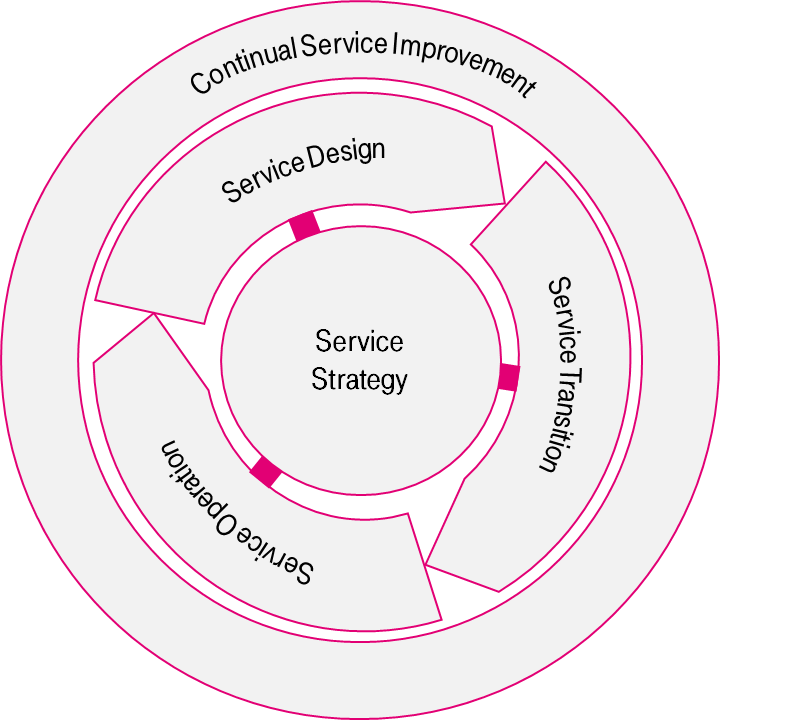 Continual Service Improvement
Service Design
Service Transition
Service Operation
Service
Strategy